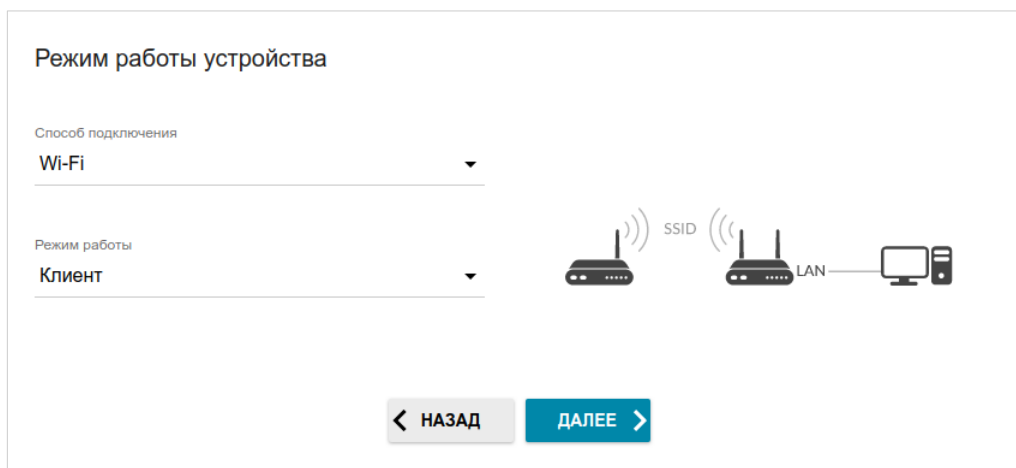 Режим работы устройства
Способ подключения
Wi-Fi
Режим работы
Клиент
SSID
LAN
НАЗАД
ДАЛЕЕ